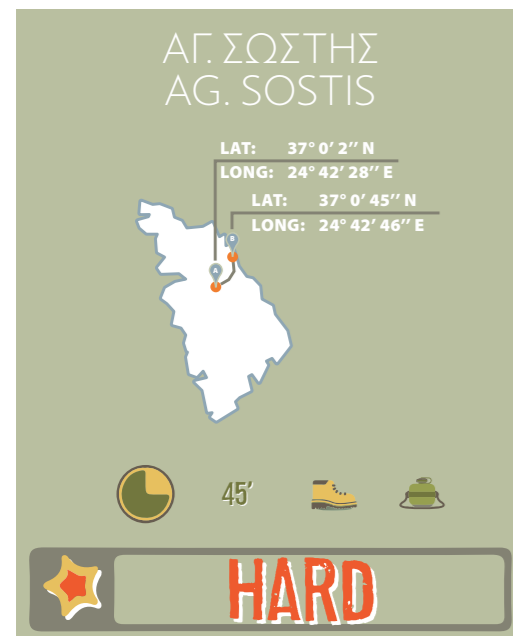 ΑΓ. ΣΩΣΤΗΣ
AG. SOSTIS
LAT: 37° 0′ 2″ N
LONG: 24° 42′ 28″ E
LAT: 37° 0′ 45″ N
LONG: 24° 42′ 46″ E
B
A
45′
HARD